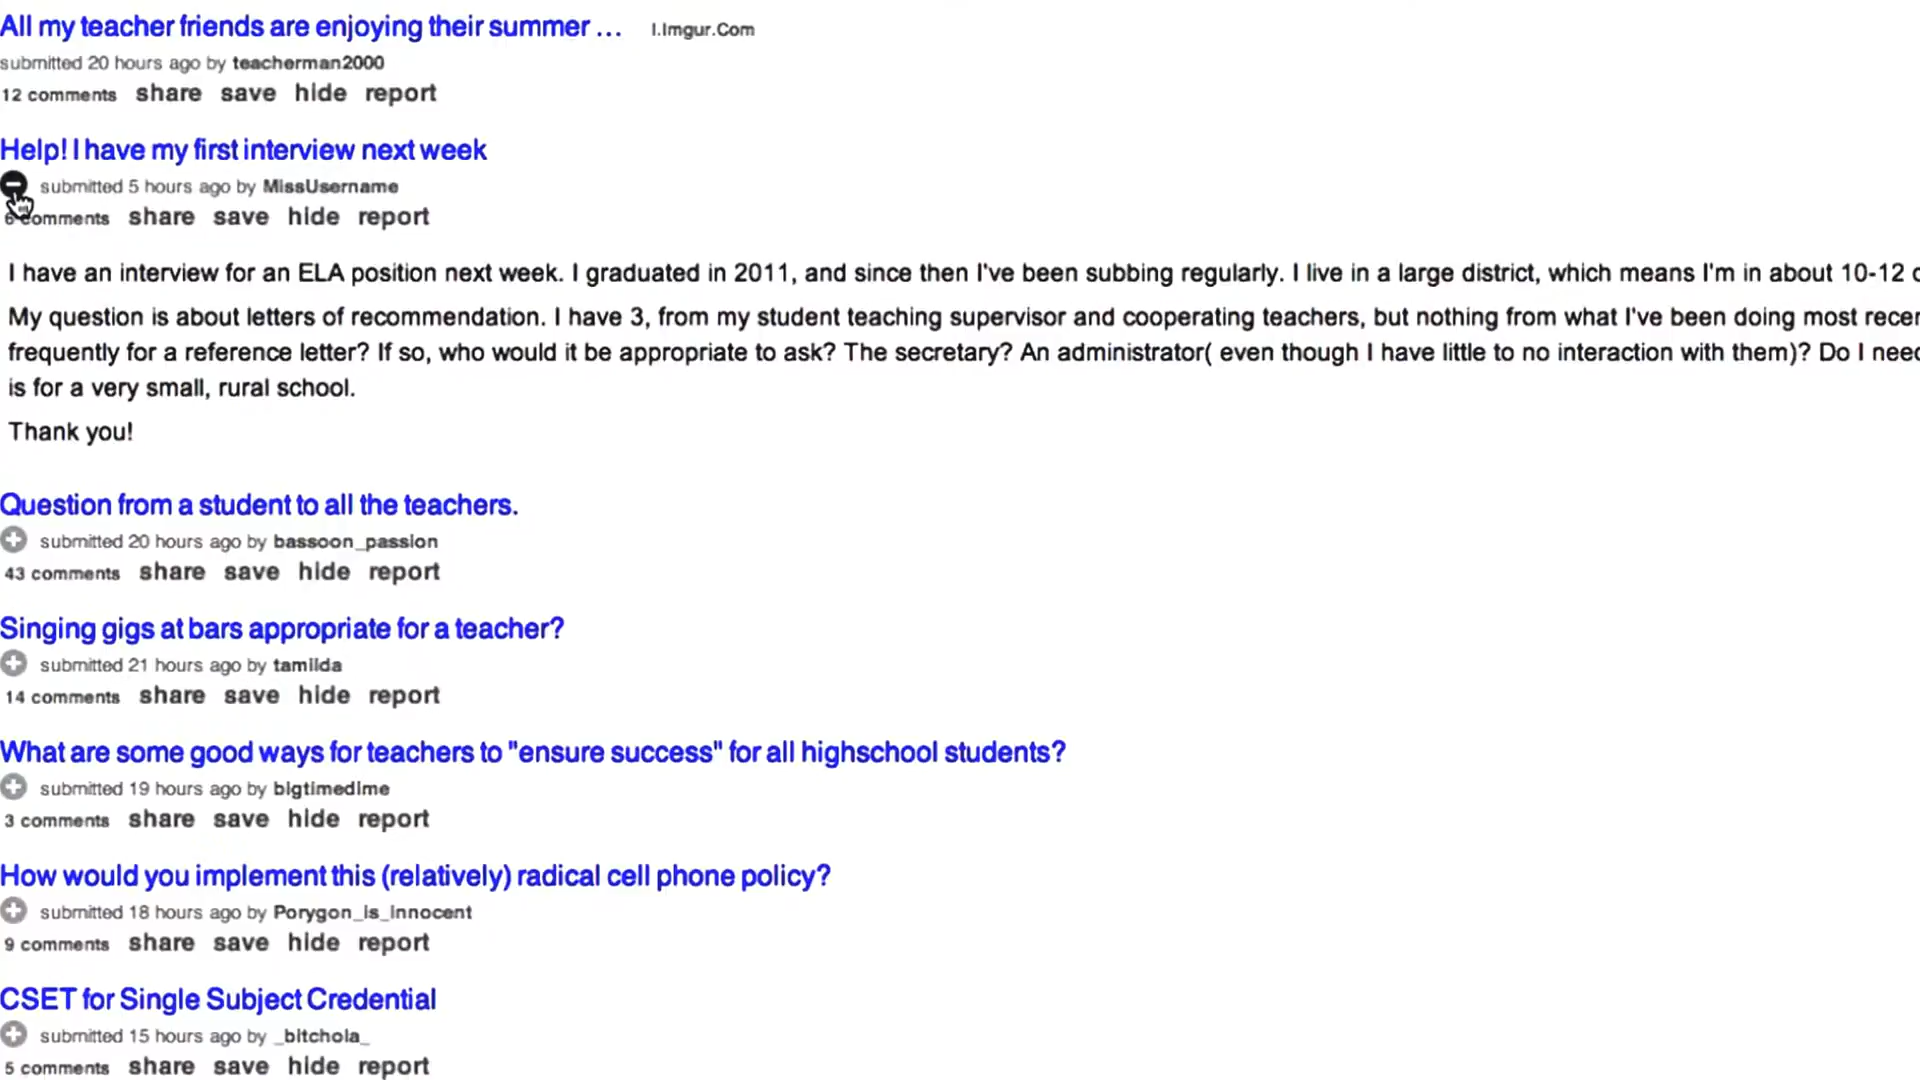 All my teacher friends are enjoying their summer ... I.Imgur.Com
submitted 20 hours ago by teacherman2000
12 comments share save hide report
Help! I have my first interview next week
submitted 5 hours ago by MissUsername
6 comments share save hide report
I have an interview for an ELA position next week. I graduated in 2011, and since then I've been subbing regularly. I live in a large district, which means I'm in about 10-12
My question is about letters of recommendation. I have 3, from my student teaching supervisor and cooperating teachers, but nothing from what I've been doing most
frequently for a reference letter? If so, who would it be appropriate to ask? The secretary? An administrator( even though I have little to no interaction with them)? Do I
is for a very small, rural school.
Thank you!
Question from a student to all the teachers.
submitted 20 hours ago by bassoon_passion
43 comments share save hide report
Singing gigs at bars appropriate for a teacher?
submitted 21 hours ago by tamilda
14 comments share save hide report
What are some good ways for teachers to "ensure success" for all highschool students?
submitted 19 hours ago by bigtimedime
3 comments share save hide report
How would you implement this (relatively) radical cell phone policy?
submitted 18 hours ago by Porygon_is_innocent
9 comments share save hide report
CSET for Single Subject Credential
submitted 15 hours ago by _bitchola_
5 comments share save hide report